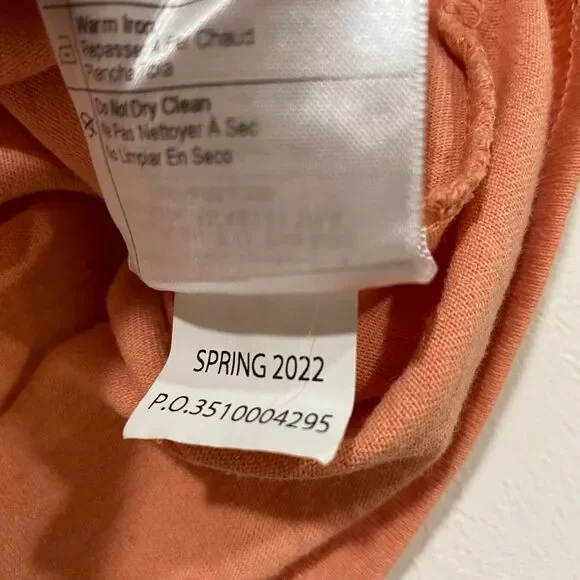 Warm Iron
Repasser À Fer Chaud
Plancha Tibia
Do Not Dry Clean
Ne Pas Nettoyer À Sec
No Limpiar En Seco
SPRING 2022
P.O.3510004295